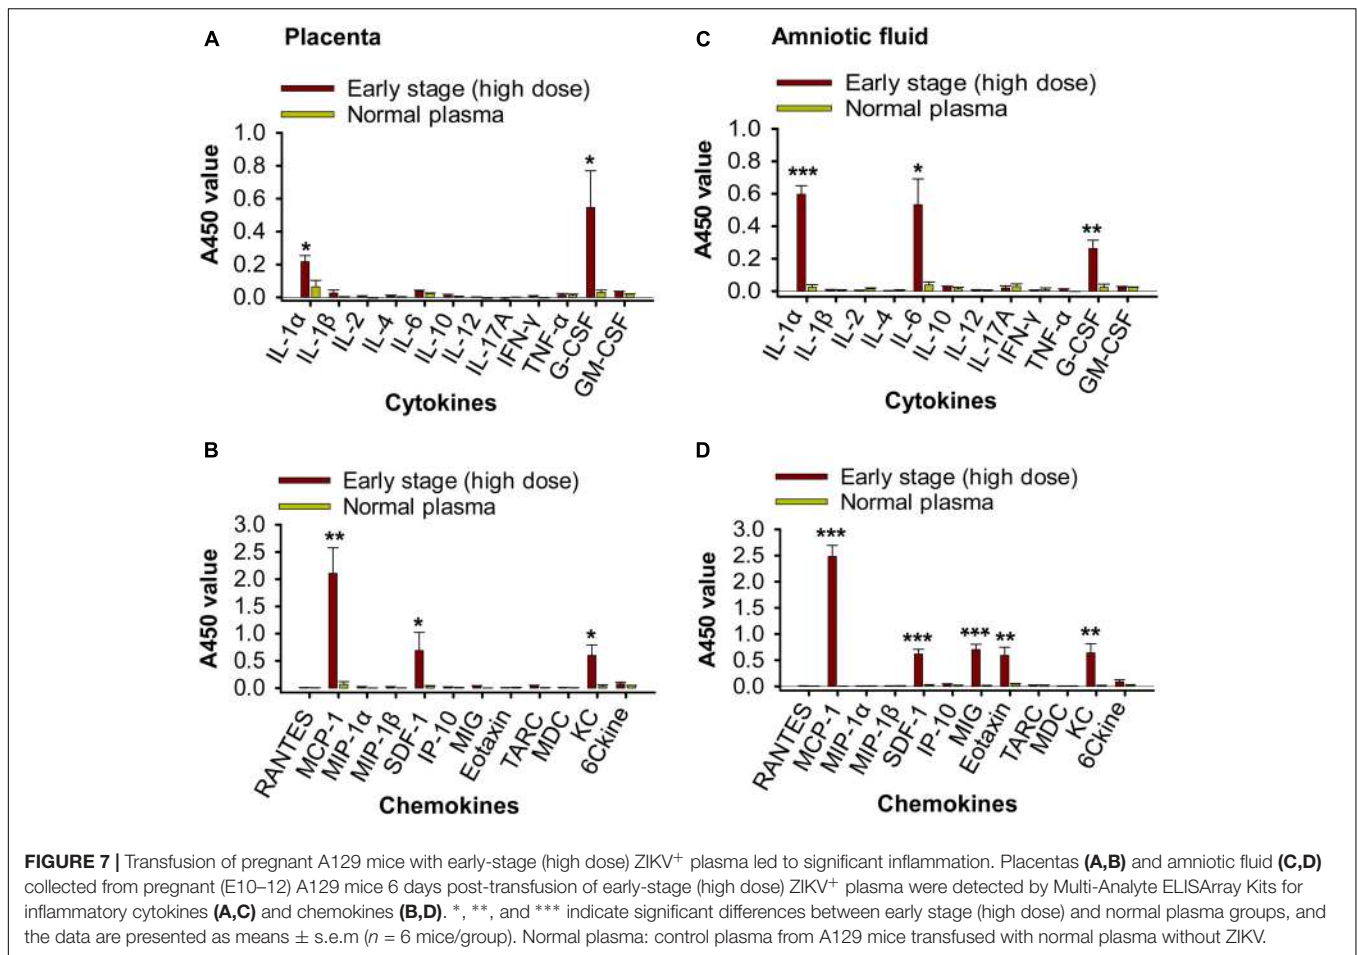 A Placenta
Early stage (high dose)
Normal plasma
1.0
0.8
0.6
0.4
0.2
0.0
A450 value
*
*
IL-1α
IL-1β
IL-2
IL-4
IL-6
IL-10
IL-12
IL-17A
IFN-γ
TNF-α
G-CSF
GM-CSF
Cytokines
C Amniotic fluid
Early stage (high dose)
Normal plasma
1.0
0.8
0.6
0.4
0.2
0.0
A450 value
***
*
**
IL-1α
IL-1β
IL-2
IL-4
IL-6
IL-10
IL-12
IL-17A
IFN-γ
TNF-α
G-CSF
GM-CSF
Cytokines
B
Early stage (high dose)
Normal plasma
3.0
2.5
2.0
1.5
1.0
0.5
0.0
A450 value
**
*
*
RANTES
MCP-1
MIP-1α
MIP-1β
SDF-1
IP-10
MIG
Eotaxin
TARC
MDC
KC
6Ckine
Chemokines
D
Early stage (high dose)
Normal plasma
3.0
2.5
2.0
1.5
1.0
0.5
0.0
A450 value
***
***
***
**
**
RANTES
MCP-1
MIP-1α
MIP-1β
SDF-1
IP-10
MIG
Eotaxin
TARC
MDC
KC
6Ckine
Chemokines
FIGURE 7 | Transfusion of pregnant A129 mice with early-stage (high dose) ZIKV+ plasma led to significant inflammation. Placentas (A,B) and amniotic fluid (C,D)
collected from pregnant (E10–12) A129 mice 6 days post-transfusion of early-stage (high dose) ZIKV+ plasma were detected by Multi-Analyte ELISArray Kits for
inflammatory cytokines (A,C) and chemokines (B,D). *, **, and *** indicate significant differences between early stage (high dose) and normal plasma groups, and
the data are presented as means ± s.e.m (n = 6 mice/group). Normal plasma: control plasma from A129 mice transfused with normal plasma without ZIKV.